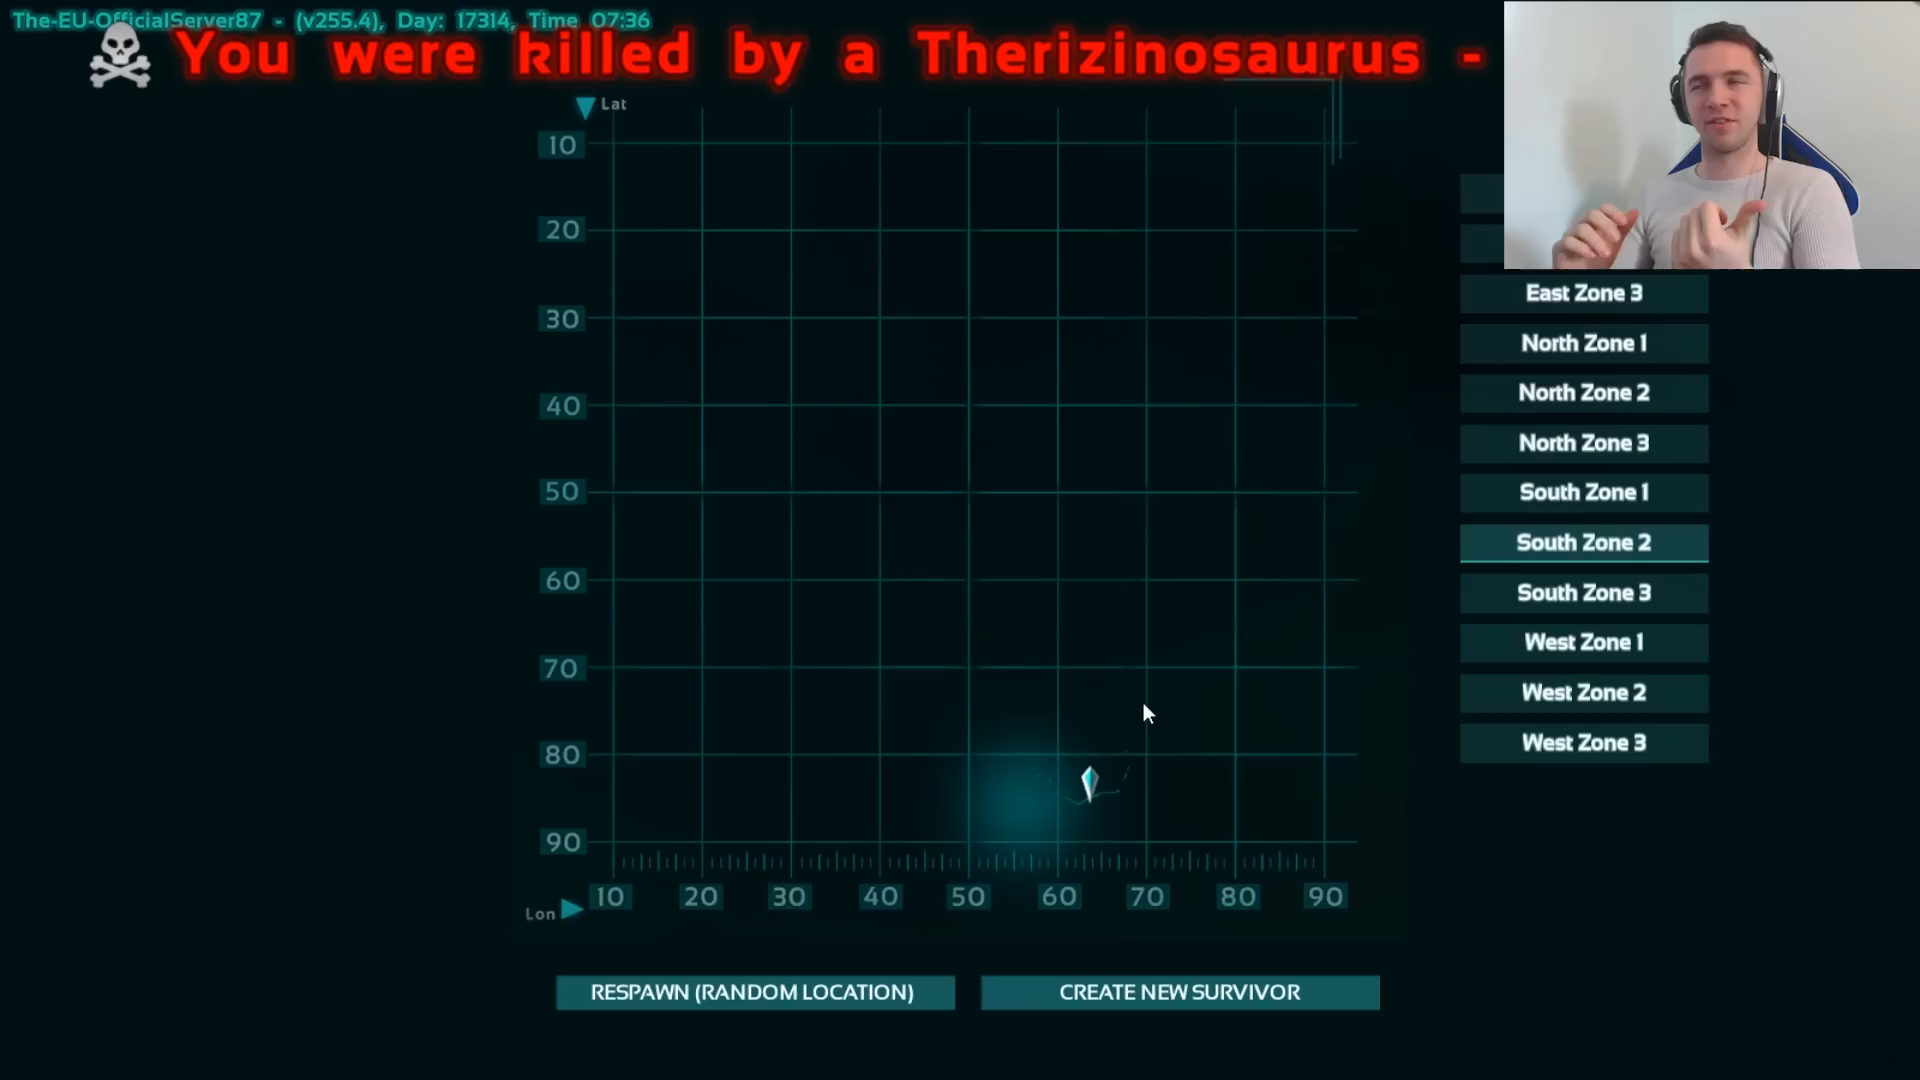 The-EU-OfficialServer87 - (v255.4), Day: 17314, Time 07:36
You were killed by a Therizinosaurus -
Lat
10
20
30
40
50
60
70
80
90
Lon
10 20 30 40 50 60 70 80 90
East Zone 3
North Zone 1
North Zone 2
North Zone 3
South Zone 1
South Zone 2
South Zone 3
West Zone 1
West Zone 2
West Zone 3
RESPAWN (RANDOM LOCATION)
CREATE NEW SURVIVOR